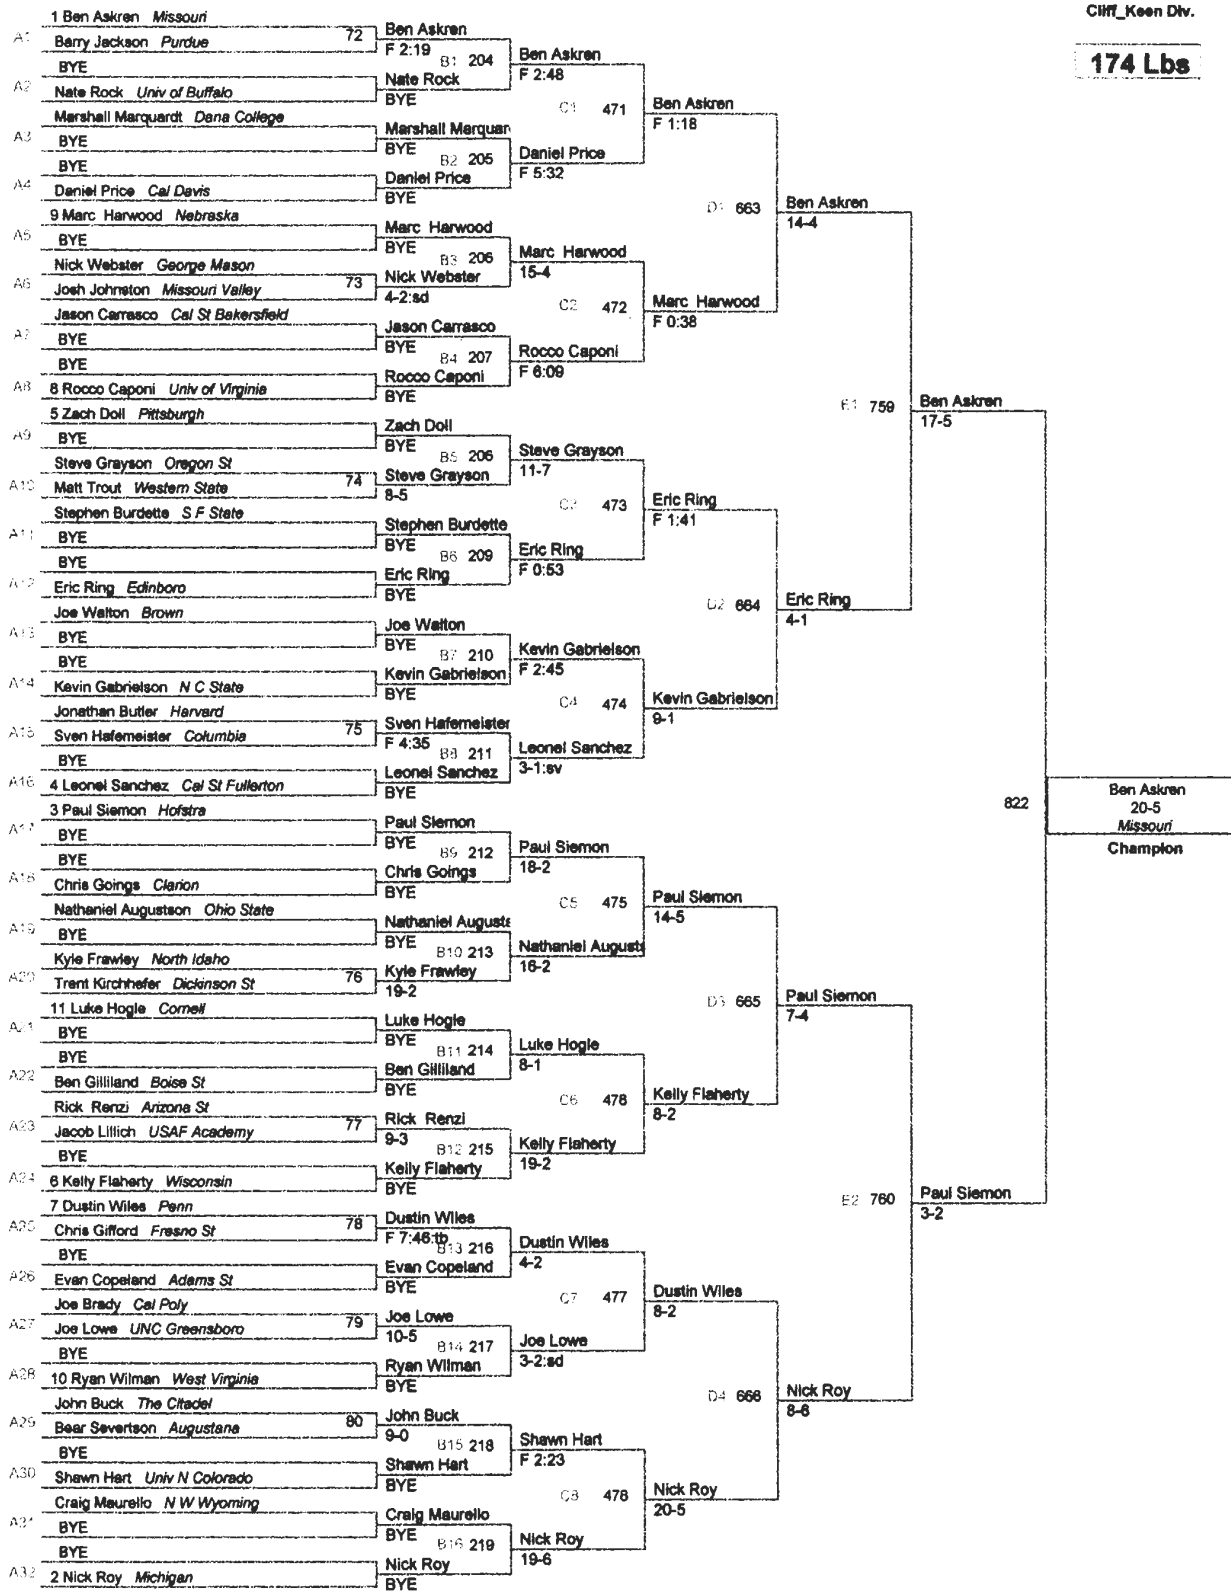 Cliff_Keen Div.
174 Lbs
A1
1 Ben Askren Missouri
Barry Jackson Purdue
72
BYE
A2
Nate Rock Univ of Buffalo
Marshall Marquardt Dana College
A3
BYE
BYE
A4
Daniel Price Cal Davis
9 Marc Harwood Nebraska
A5
BYE
Nick Webster George Mason
A6
Josh Johnston Missouri Valley
73
Jason Carrasco Cal St Bakersfield
A7
BYE
BYE
A8
8 Rocco Caponi Univ of Virginia
5 Zach Doll Pittsburgh
A9
BYE
Steve Grayson Oregon St
A10
Matt Trout Western State
74
Stephen Burdette S F State
A11
BYE
BYE
A12
Eric Ring Edinboro
Joe Walton Brown
A13
BYE
BYE
A14
Kevin Gabrielson N C State
Jonathan Butler Harvard
A15
Sven Hafemeister Columbia
75
BYE
A16
4 Leonel Sanchez Cal St Fullerton
3 Paul Siemon Hofstra
A17
BYE
BYE
A18
Chris Goings Clarion
Nathaniel Augustson Ohio State
A19
BYE
Kyle Frawley North Idaho
A20
Trent Kirchhefer Dickinson St
76
11 Luke Hogle Cornell
A21
BYE
BYE
A22
Ben Gilliland Boise St
Rick Renzi Arizona St
A23
Jacob Lillich USAF Academy
77
BYE
A24
6 Kelly Flaherty Wisconsin
7 Dustin Wiles Penn
A25
Chris Gifford Fresno St
78
BYE
A26
Evan Copeland Adams St
Joe Brady Cal Poly
A27
Joe Lowe UNC Greensboro
79
BYE
A28
10 Ryan Wilman West Virginia
John Buck The Citadel
A29
Bear Severtson Augustana
80
BYE
A30
Shawn Hart Univ N Colorado
Craig Maurello N W Wyoming
A31
BYE
BYE
A32
2 Nick Roy Michigan
Ben Askren
F 2:19
B1 204
Nate Rock
BYE
Marshall Marquar
BYE
B2 205
Daniel Price
BYE
Marc Harwood
BYE
B3 206
Nick Webster
4-2:sd
Jason Carrasco
BYE
B4 207
Rocco Caponi
BYE
Zach Doll
BYE
B5 206
Steve Grayson
8-5
Stephen Burdette
BYE
B6 209
Eric Ring
BYE
Joe Walton
BYE
B7 210
Kevin Gabrielson
BYE
Sven Hafemeister
F 4:35
B8 211
Leonel Sanchez
BYE
Paul Siemon
BYE
B9 212
Chris Goings
BYE
Nathaniel Augusts
BYE
B10 213
Kyle Frawley
19-2
Luke Hogle
BYE
B11 214
Ben Gilliland
BYE
Rick Renzi
9-3
B12 215
Kelly Flaherty
BYE
Dustin Wiles
F 7:46:tb
B13 216
Evan Copeland
BYE
Joe Lowe
10-5
B14 217
Ryan Wilman
BYE
John Buck
9-0
B15 218
Shawn Hart
BYE
Craig Maurello
BYE
B16 219
Nick Roy
BYE
Ben Askren
F 2:48
C1 471
Daniel Price
F 5:32
Marc Harwood
15-4
C2 472
Rocco Caponi
F 6:09
Steve Grayson
11-7
C3 473
Eric Ring
F 0:53
Kevin Gabrielson
F 2:45
C4 474
Leonel Sanchez
3-1:sv
Paul Siemon
18-2
C5 475
Nathaniel Augusts
16-2
Luke Hogle
8-1
C6 476
Kelly Flaherty
19-2
Dustin Wiles
4-2
C7 477
Joe Lowe
3-2:sd
Shawn Hart
F 2:23
C8 478
Nick Roy
19-6
Ben Askren
F 1:18
D1 663
Marc Harwood
F 0:38
Eric Ring
F 1:41
D2 664
Kevin Gabrielson
9-1
Paul Siemon
14-5
D3 665
Kelly Flaherty
8-2
Dustin Wiles
8-2
D4 666
Nick Roy
20-5
Ben Askren
14-4
E1 759
Eric Ring
4-1
Paul Siemon
7-4
E2 760
Nick Roy
8-6
Ben Askren
17-5
822
Paul Siemon
3-2
Ben Askren
20-5
Missouri
Champion